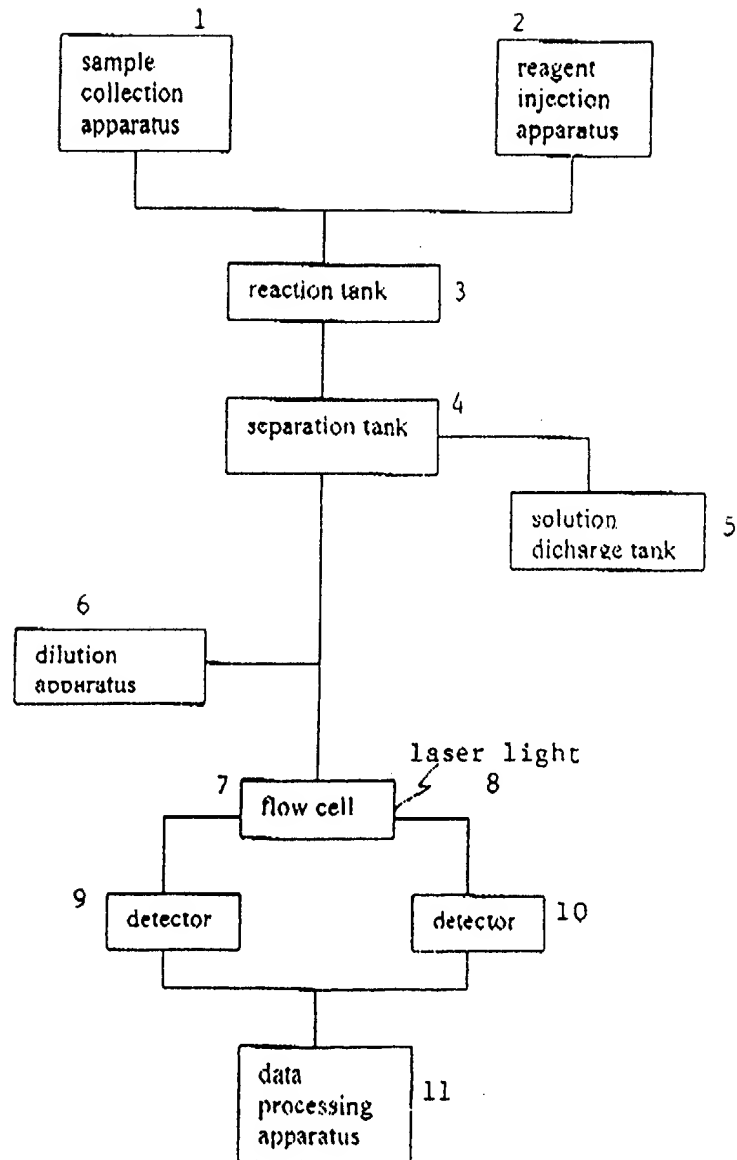 1
sample
collection
apparatus
2
reagent
injection
apparatus
reaction tank
3
separation tank
4
solution
dicharge tank
5
6
dilution
apparatus
laser light
8
7
flow cell
9
detector
detector
10
data
processing
apparatus
11